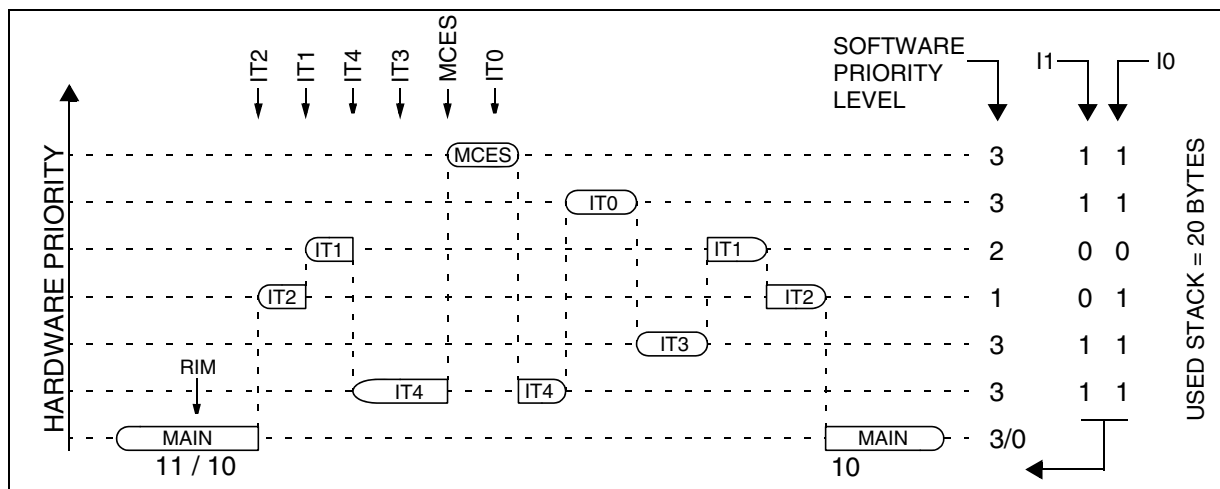 IT2
IT1
IT4
IT3
MCES
IT0
SOFTWARE
PRIORITY
LEVEL
I1
I0
HARDWARE PRIORITY
USED STACK = 20 BYTES
MCES
3
1 1
IT0
3
1 1
IT1
IT1
2
0 0
IT2
IT2
1
0 1
IT3
3
1 1
RIM
IT4
IT4
3
1 1
MAIN
MAIN
3/0
11 / 10
10